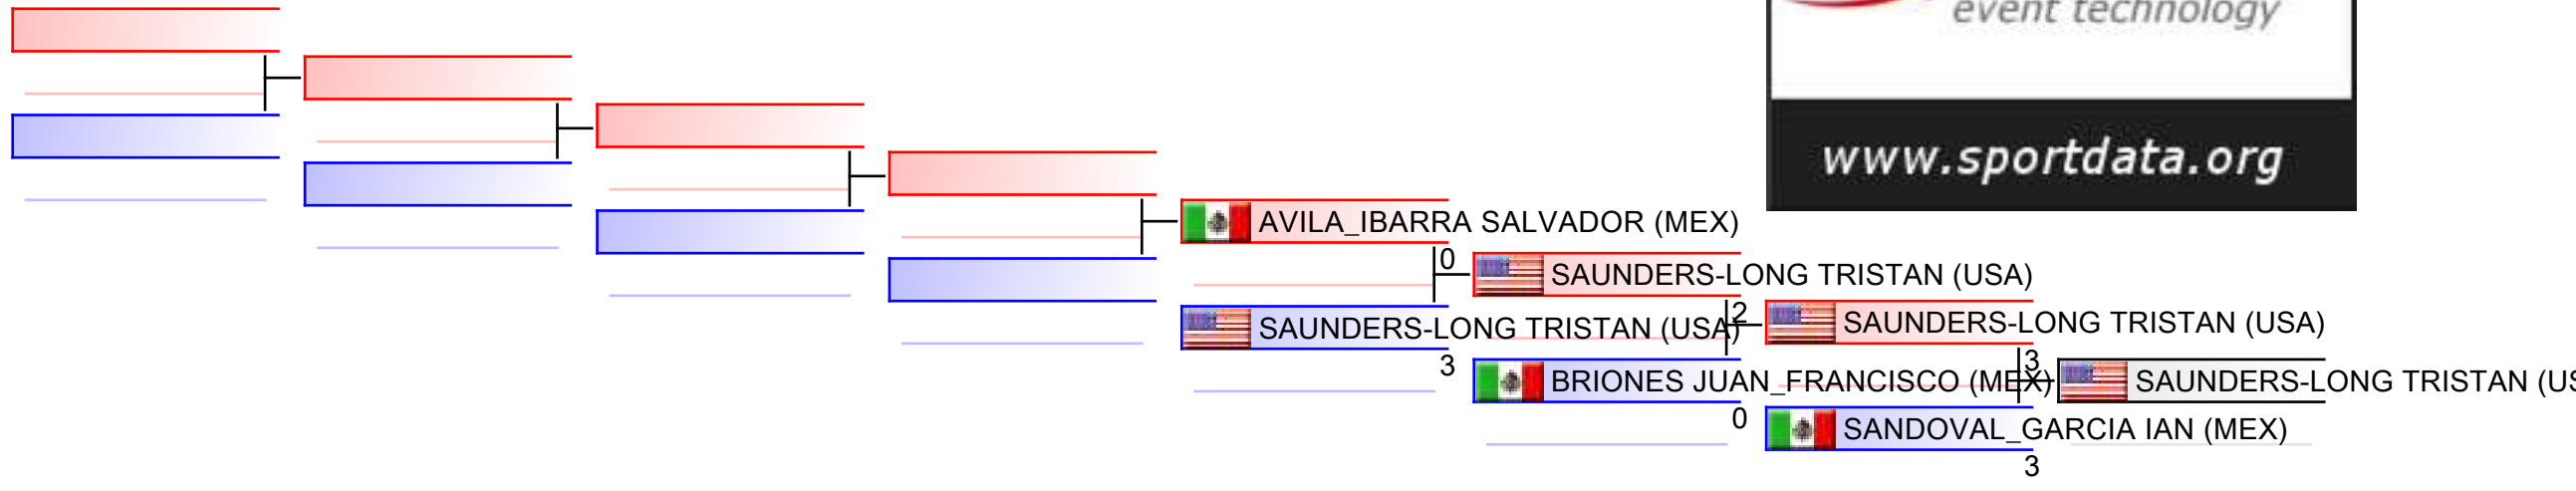 event technology
www.sportdata.org
AVILA_IBARRA SALVADOR (MEX)
0
SAUNDERS-LONG TRISTAN (USA)
SAUNDERS-LONG TRISTAN (USA)
3
2
SAUNDERS-LONG TRISTAN (USA)
BRIONES JUAN_FRANCISCO (MEX)
0
3
SAUNDERS-LONG TRISTAN (US
SANDOVAL_GARCIA IAN (MEX)
3